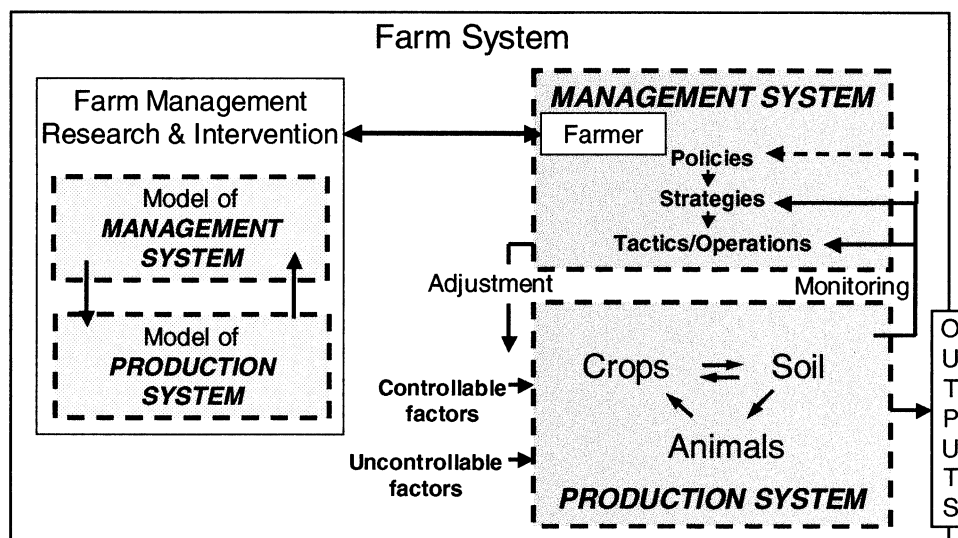 Farm System
Farm Management
Research & Intervention
Model of
MANAGEMENT
SYSTEM
Model of
PRODUCTION
SYSTEM
MANAGEMENT SYSTEM
Farmer
Policies
Strategies
Tactics/Operations
Adjustment
Monitoring
Controllable
factors
Uncontrollable
factors
Crops
Soil
Animals
PRODUCTION SYSTEM
OUTPUTS